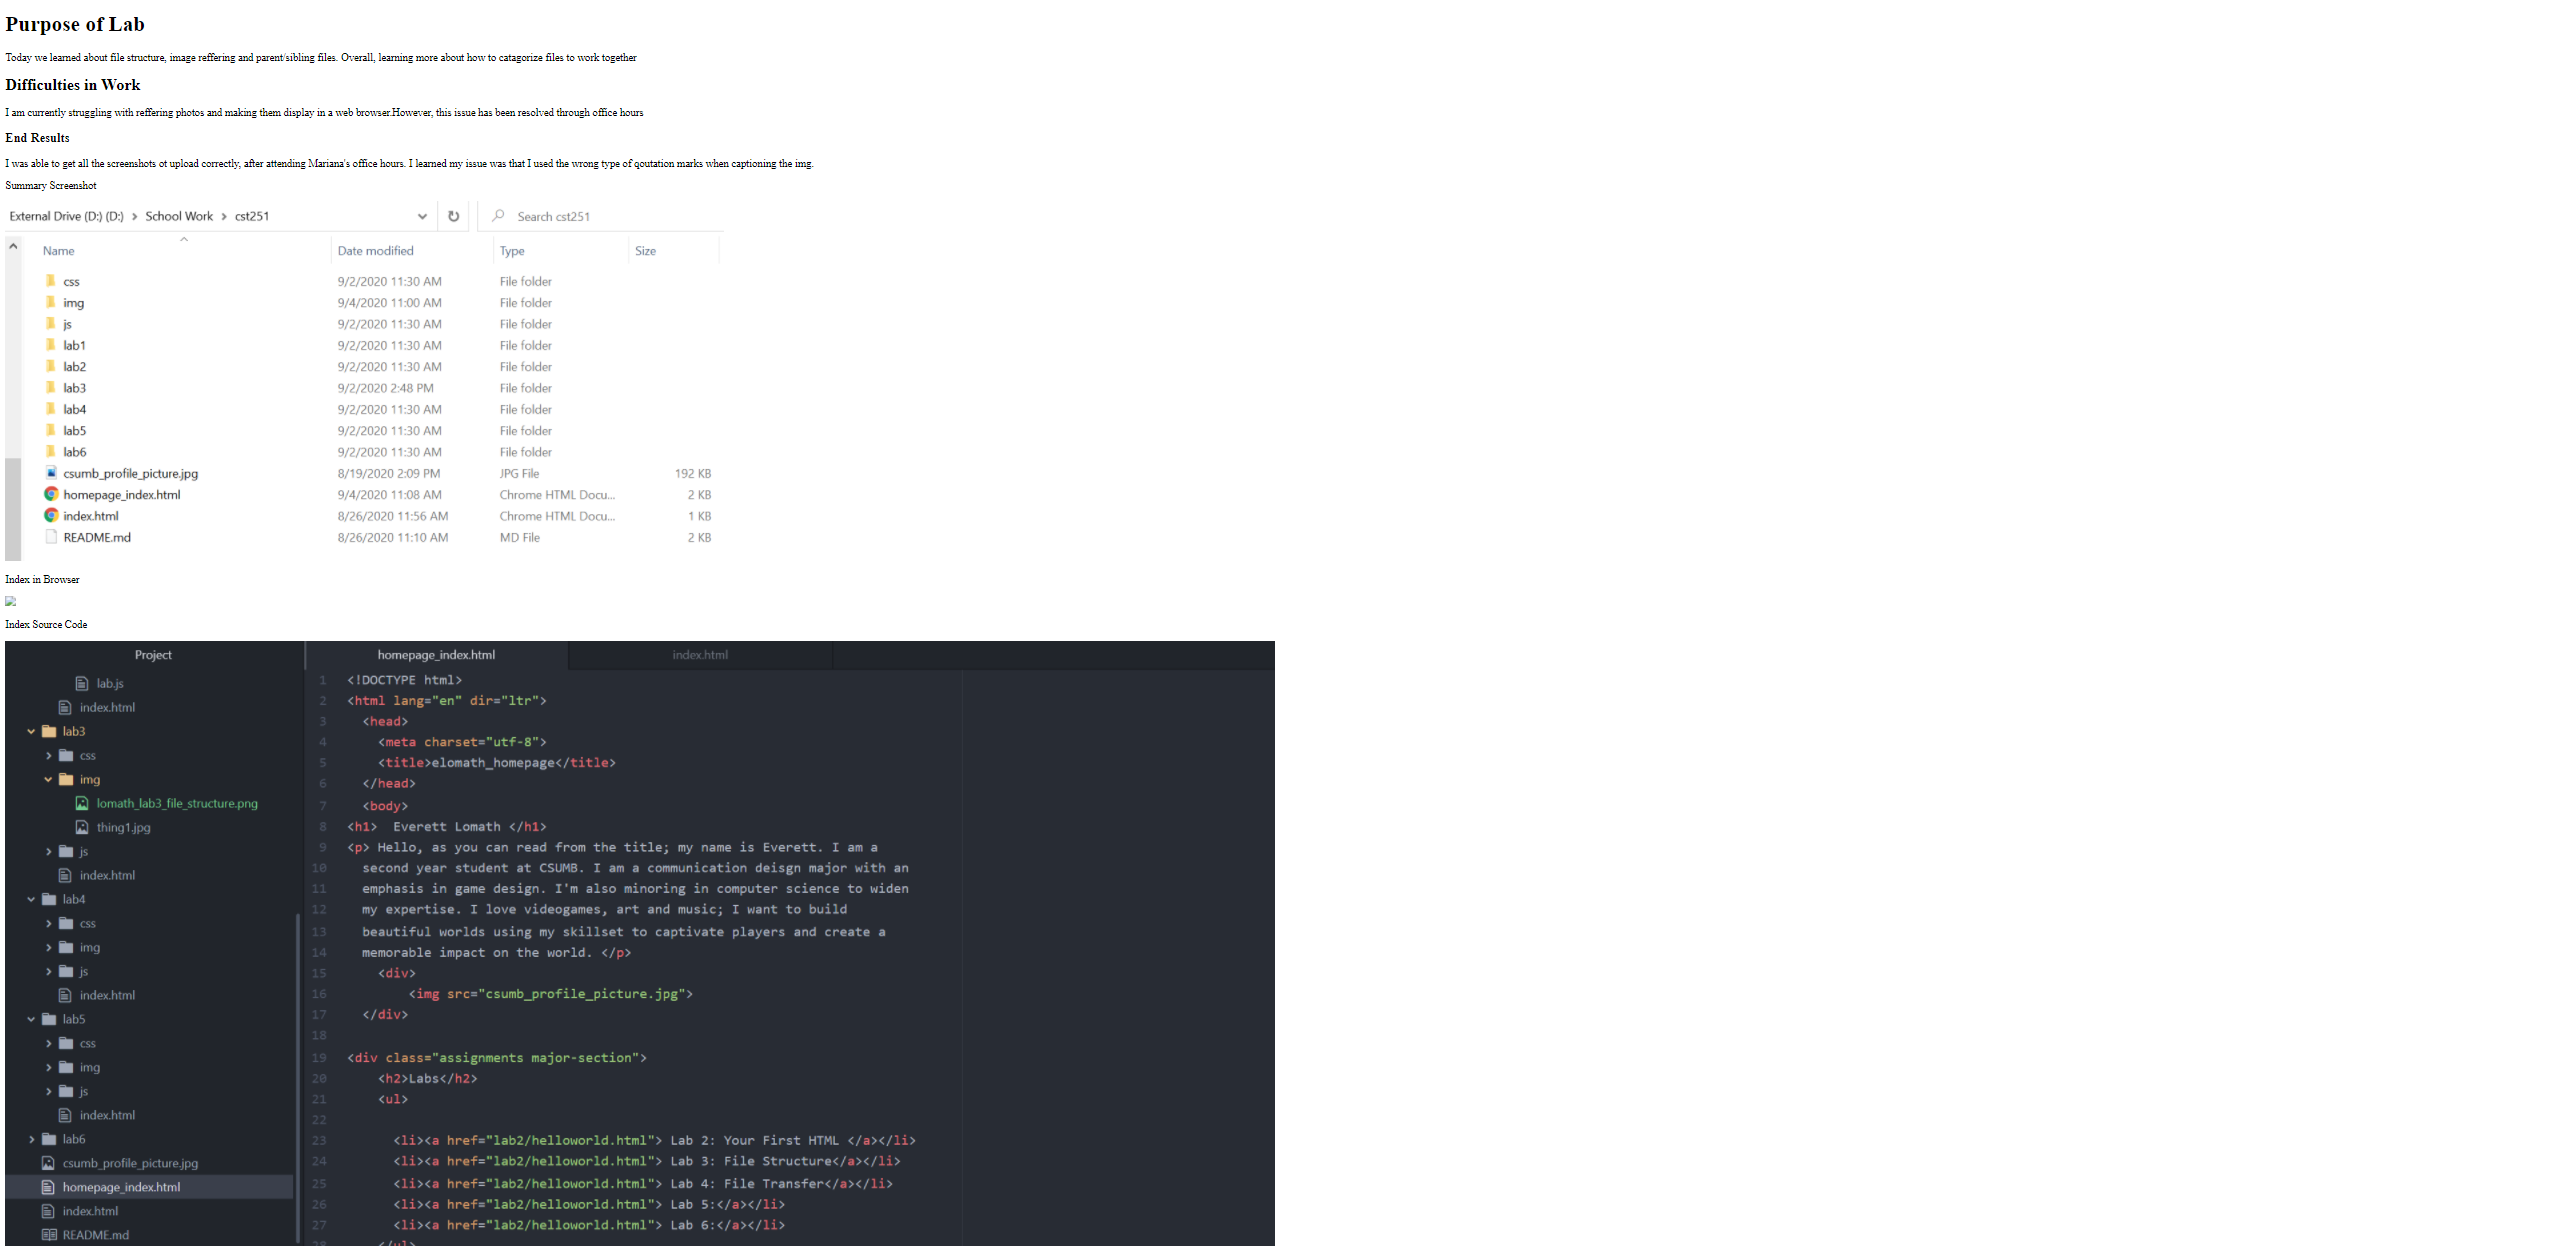 Purpose of Lab
Today we learned about file structure, image reffering and parent/sibling files. Overall, learning more about how to catagorize files to work together
Difficulties in Work
I am currently struggling with reffering photos and making them display in a web browser.However, this issue has been resolved through office hours
End Results
I was able to get all the screenshots ot upload correctly, after attending Mariana's office hours. I learned my issue was that I used the wrong type of qoutation marks when captioning the img.
Summary Screenshot
External Drive (D:) (D:) > School Work > cst251 Search cst251
Name Date modified Type Size
css 9/2/2020 11:30 AM File folder
img 9/4/2020 11:00 AM File folder
js 9/2/2020 11:30 AM File folder
lab1 9/2/2020 11:30 AM File folder
lab2 9/2/2020 11:30 AM File folder
lab3 9/2/2020 2:48 PM File folder
lab4 9/2/2020 11:30 AM File folder
lab5 9/2/2020 11:30 AM File folder
lab6 9/2/2020 11:30 AM File folder
csumb_profile_picture.jpg 8/19/2020 2:09 PM JPG File 192 KB
homepage_index.html 9/4/2020 11:08 AM Chrome HTML Docu... 2 KB
index.html 8/26/2020 11:56 AM Chrome HTML Docu... 1 KB
README.md 8/26/2020 11:10 AM MD File 2 KB
Index in Browser
Index Source Code
Project
lab.js
index.html
lab3
css
img
lomath_lab3_file_structure.png
thing1.jpg
js
index.html
lab4
css
img
js
index.html
lab5
css
img
js
index.html
lab6
csumb_profile_picture.jpg
homepage_index.html
index.html
README.md
homepage_index.html index.html
1 <!DOCTYPE html>
2 <html lang="en" dir="ltr">
3 <head>
4 <meta charset="utf-8">
5 <title>elomath_homepage</title>
6 </head>
7 <body>
8 <h1> Everett Lomath </h1>
9 <p> Hello, as you can read from the title; my name is Everett. I am a
10 second year student at CSUMB. I am a communication deisgn major with an
11 emphasis in game design. I'm also minoring in computer science to widen
12 my expertise. I love videogames, art and music; I want to build
13 beautiful worlds using my skillset to captivate players and create a
14 memorable impact on the world. </p>
15 <div>
16 <img src="csumb_profile_picture.jpg">
17 </div>
18
19 <div class="assignments major-section">
20 <h2>Labs</h2>
21 <ul>
22
23 <li><a href="lab2/helloworld.html"> Lab 2: Your First HTML </a></li>
24 <li><a href="lab2/helloworld.html"> Lab 3: File Structure</a></li>
25 <li><a href="lab2/helloworld.html"> Lab 4: File Transfer</a></li>
26 <li><a href="lab2/helloworld.html"> Lab 5:</a></li>
27 <li><a href="lab2/helloworld.html"> Lab 6:</a></li>
28 </ul>